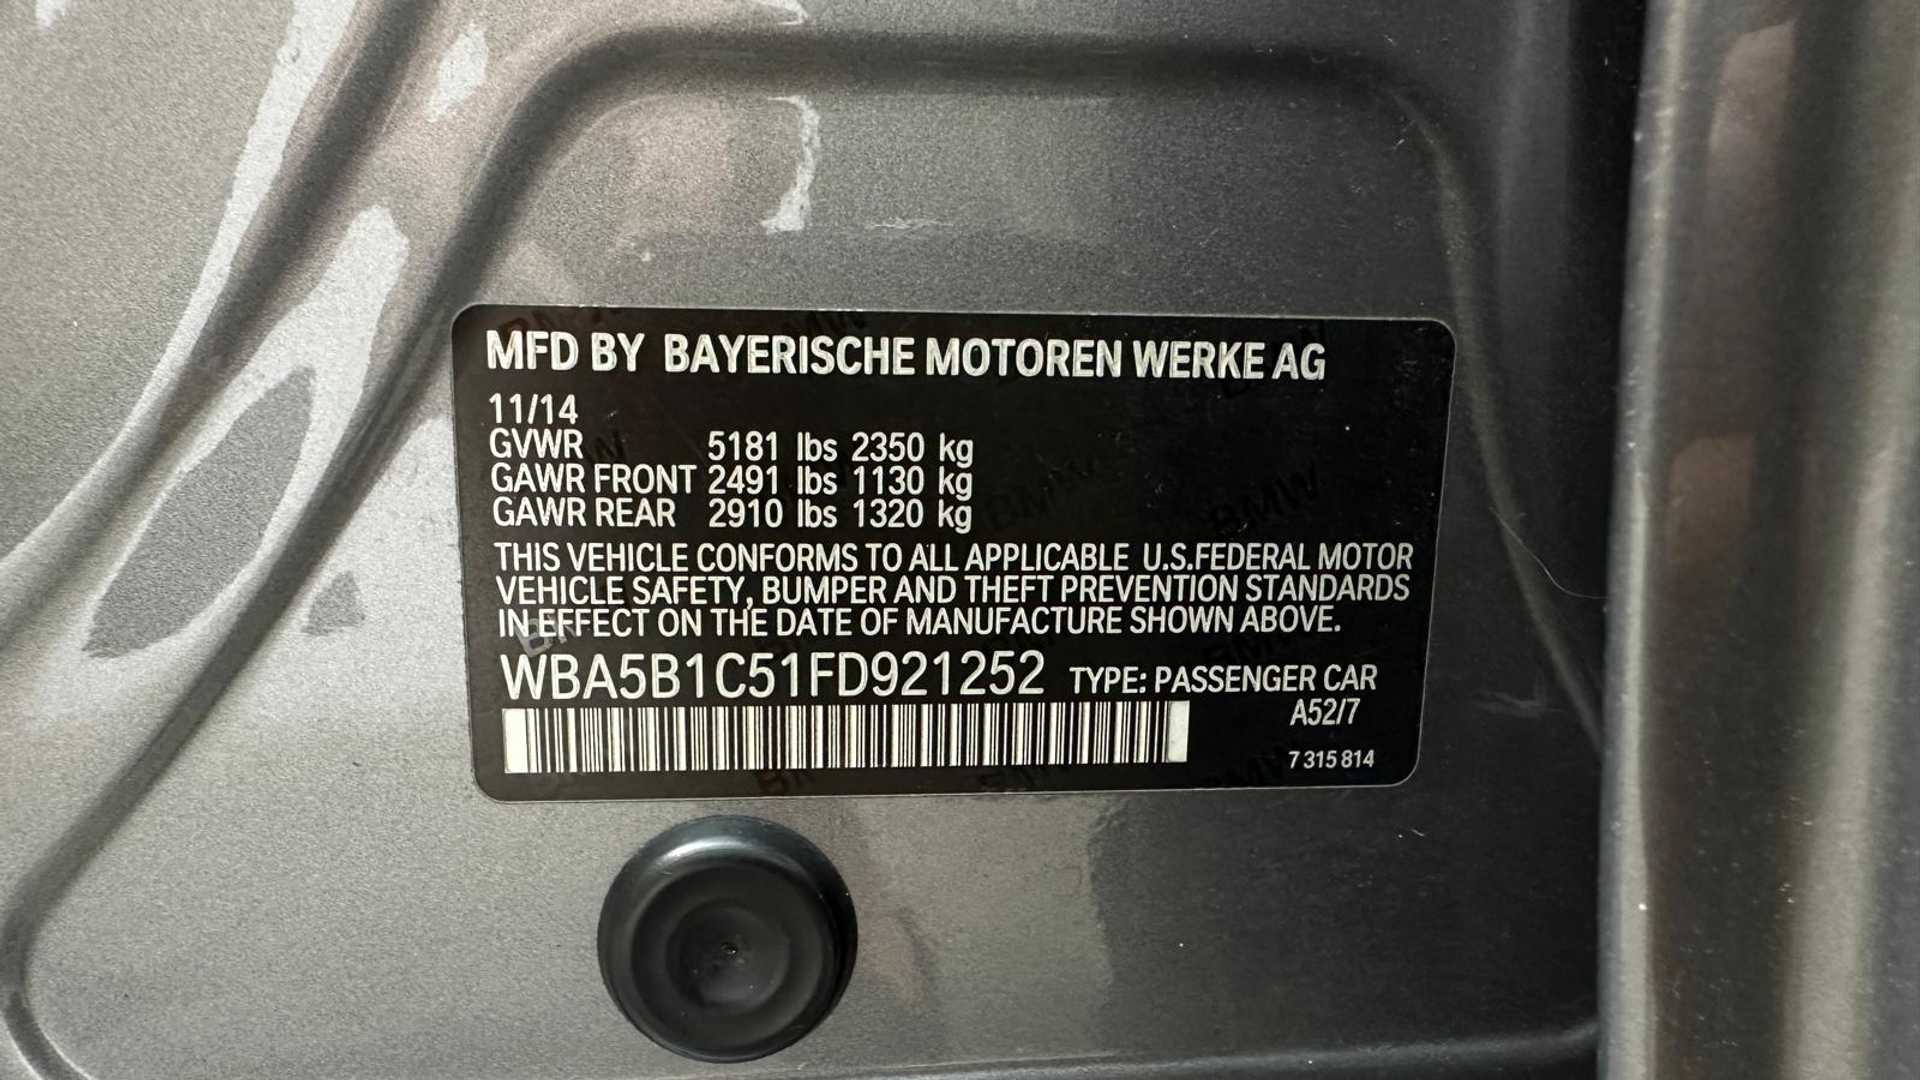 MFD BY BAYERISCHE MOTOREN WERKE AG
11/14
GVWR 5181 lbs 2350 kg
GAWR FRONT 2491 lbs 1130 kg
GAWR REAR 2910 lbs 1320 kg
THIS VEHICLE CONFORMS TO ALL APPLICABLE U.S.FEDERAL MOTOR
VEHICLE SAFETY, BUMPER AND THEFT PREVENTION STANDARDS
IN EFFECT ON THE DATE OF MANUFACTURE SHOWN ABOVE.
WBA5B1C51FD921252 TYPE: PASSENGER CAR
A52/7
7 315 814